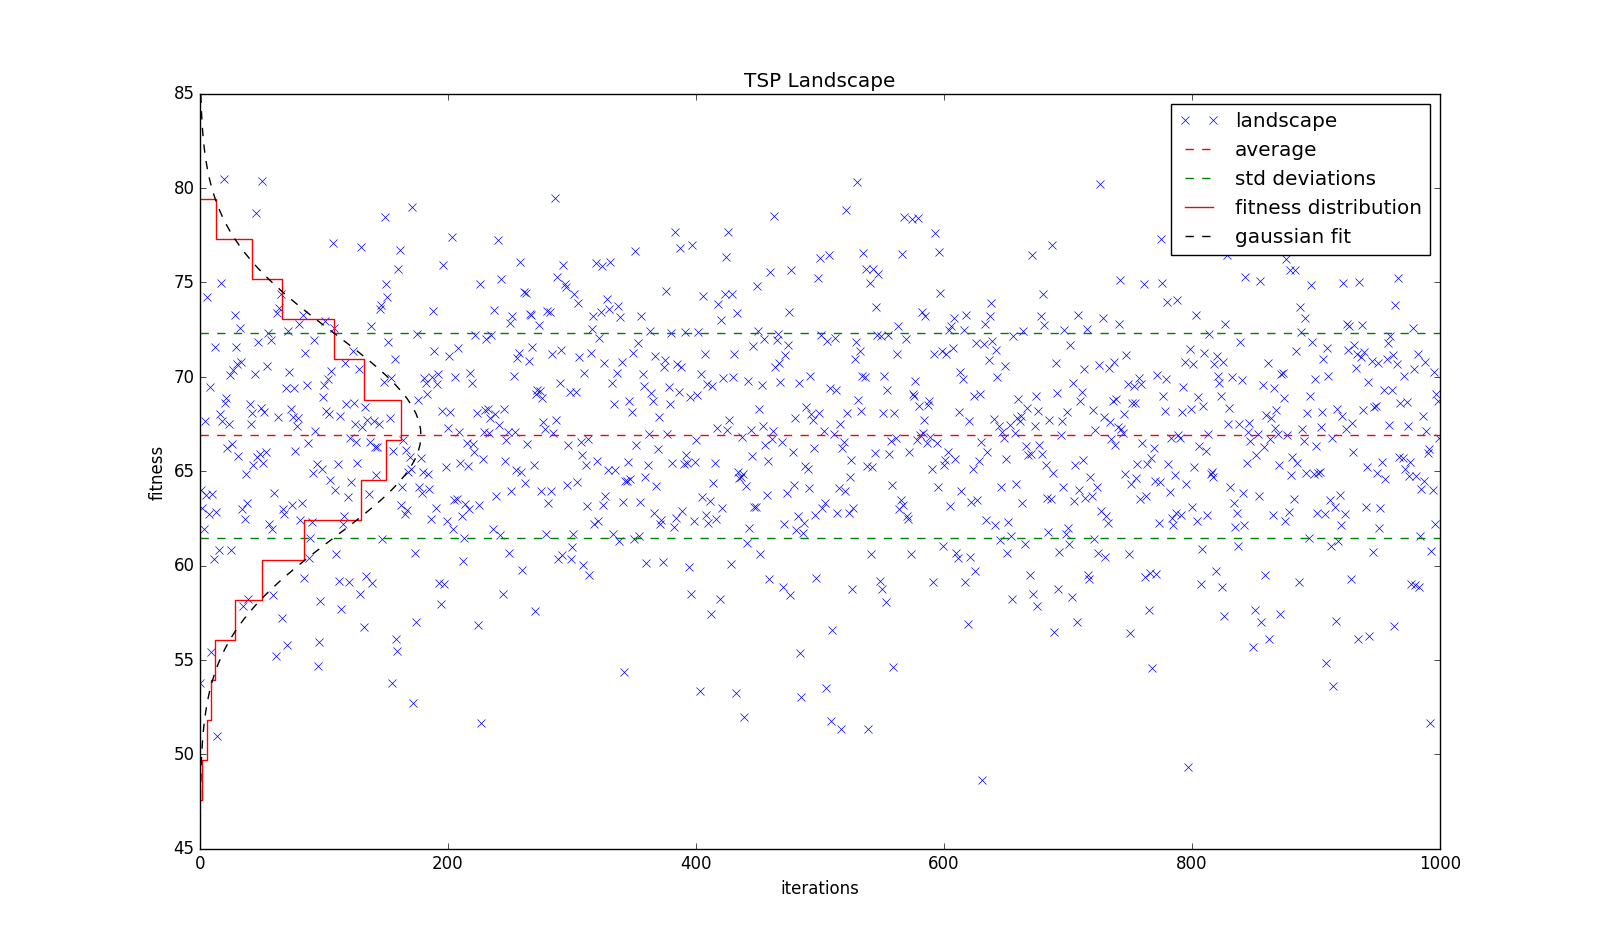 TSP Landscape
85
80
75
70
65
60
55
50
45
fitness
landscape
average
std deviations
fitness distribution
gaussian fit
0 200 400 600 800 1000
iterations